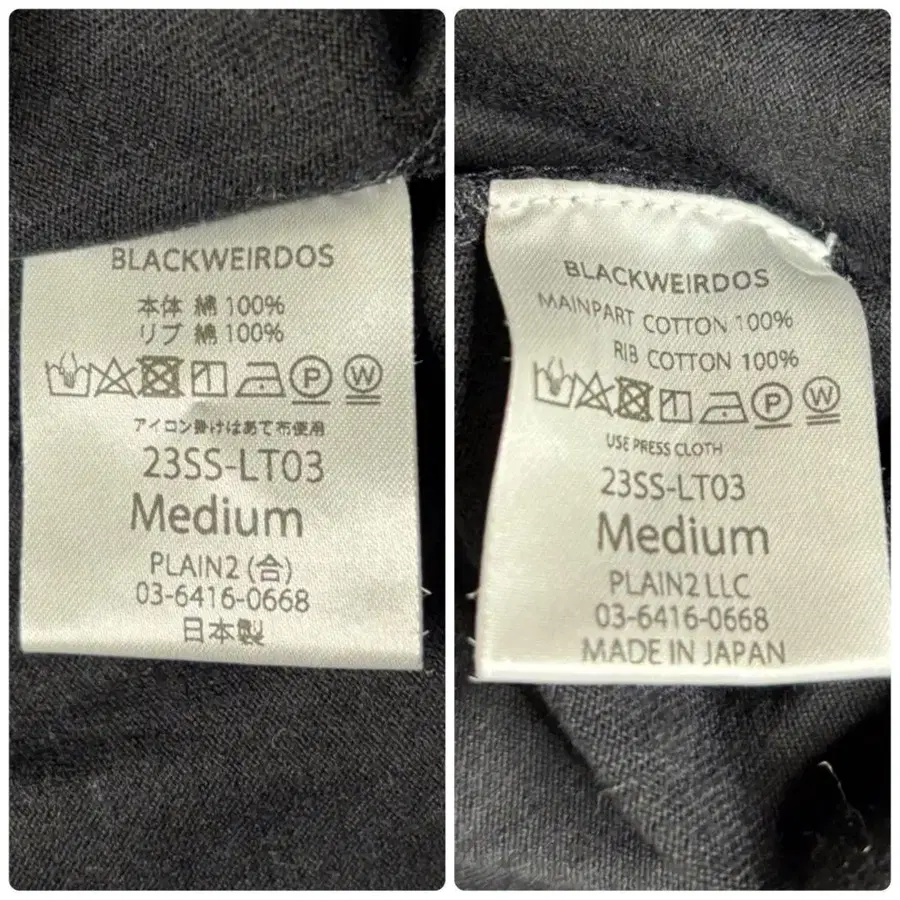 BLACKWEIRDOS
本体 綿 100%
リブ 綿 100%
P W
アイコン掛けはあて布使用
23SS-LT03
Medium
PLAIN2 (合)
03-6416-0668
日本製
BLACKWEIRDOS
MAINPART COTTON 100%
RIB COTTON 100%
P W
USE PRESS CLOTH
23SS-LT03
Medium
PLAIN2 LLC
03-6416-0668
MADE IN JAPAN